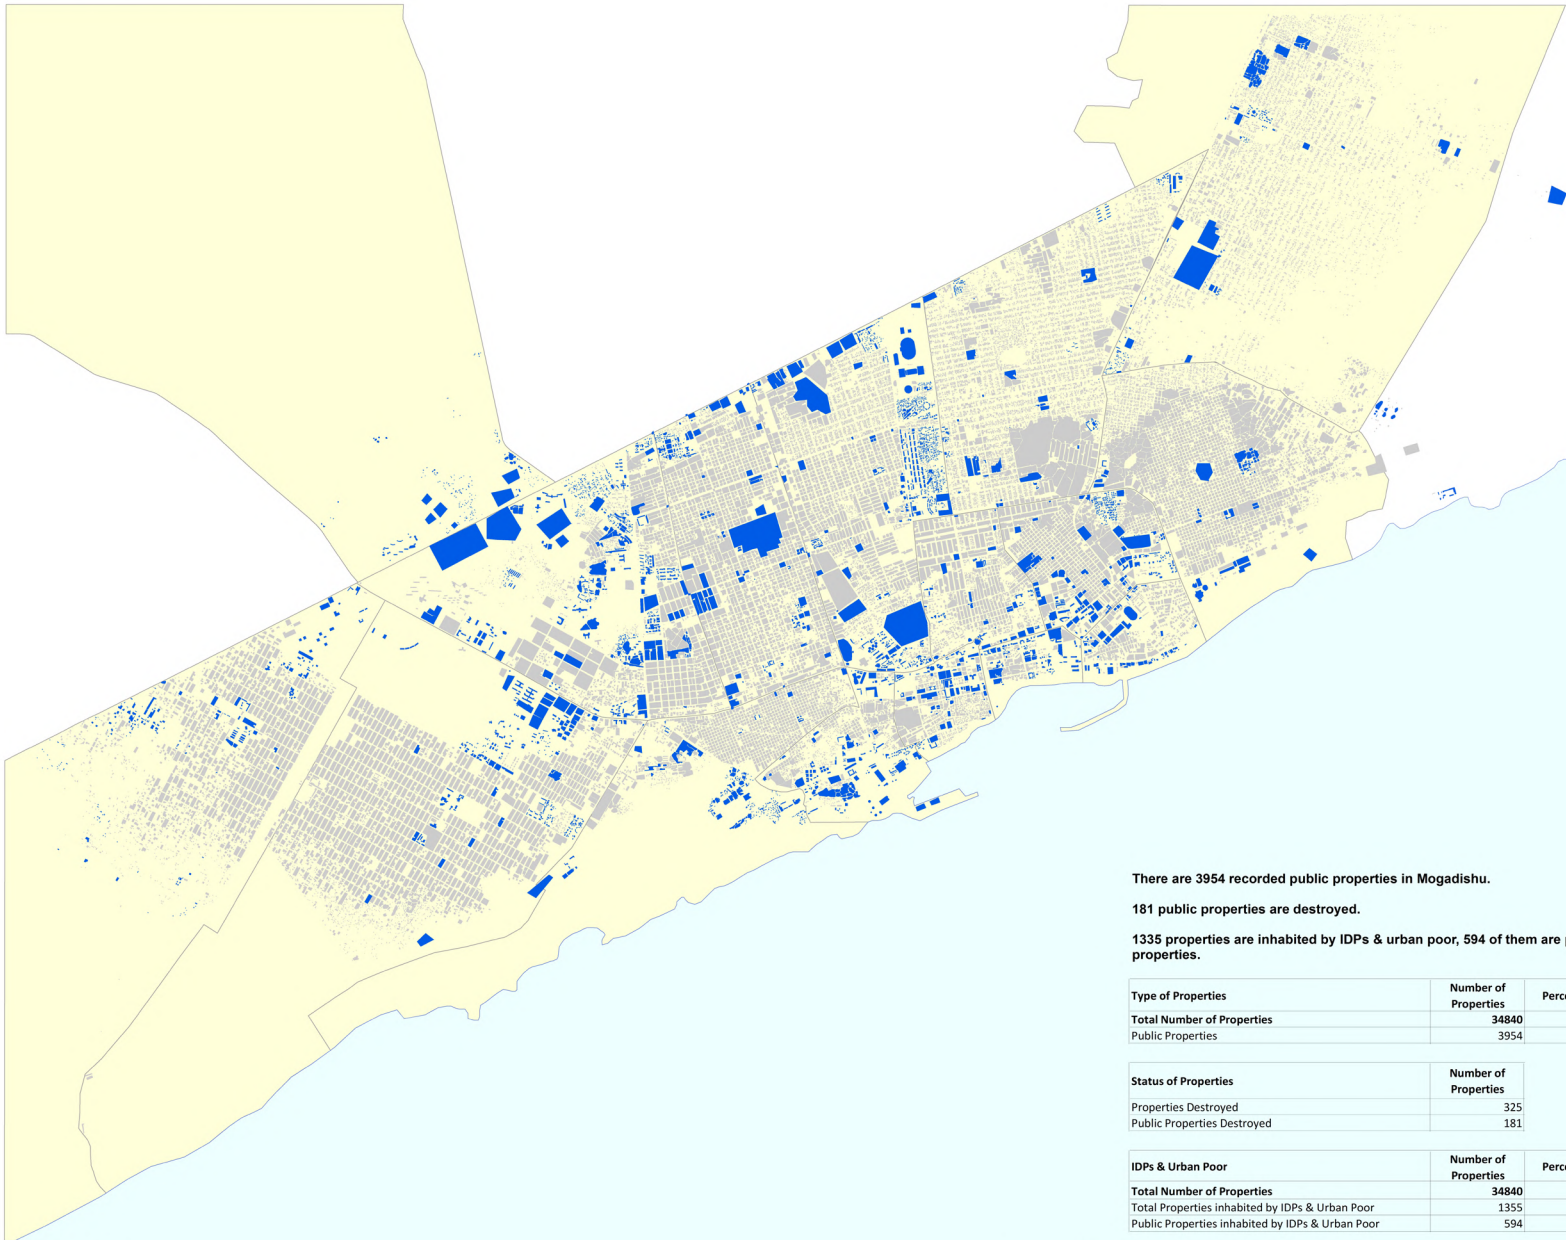 There are 3954 recorded public properties in Mogadishu.
181 public properties are destroyed.
1335 properties are inhabited by IDPs & urban poor, 594 of them are
properties.
Type of Properties Number of Properties
Total Number of Properties 34840
Public Properties 3954
Status of Properties Number of Properties
Properties Destroyed 325
Public Properties Destroyed 181
IDPs & Urban Poor Number of Properties
Total Number of Properties 34840
Total Properties inhabited by IDPs & Urban Poor 1355
Public Properties inhabited by IDPs & Urban Poor 594